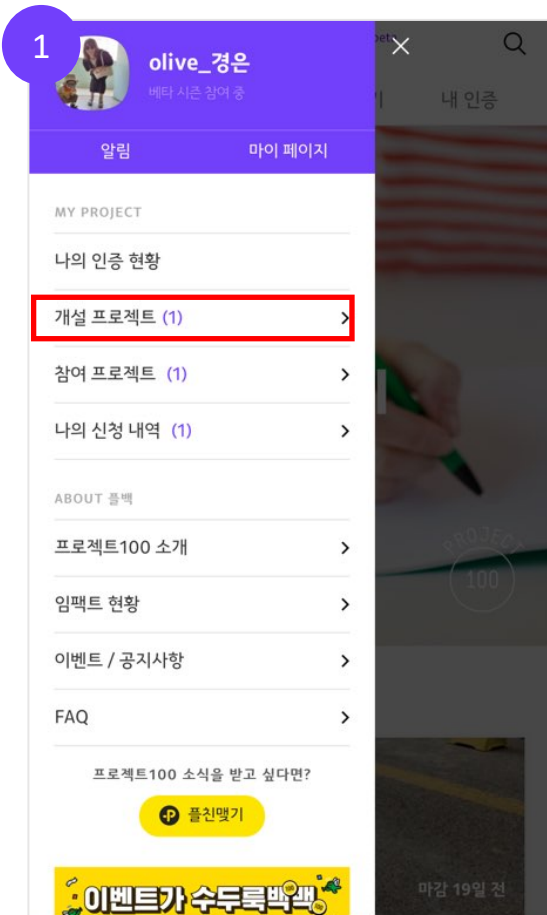 1
olive_경은
beta
베타 시즌 참여 중
내 인증
알림
마이 페이지
MY PROJECT
나의 인증 현황
개설 프로젝트 (1)
참여 프로젝트 (1)
나의 신청 내역 (1)
ABOUT 플백
프로젝트100 소개
임팩트 현황
이벤트 / 공지사항
FAQ
프로젝트100 소식을 받고 싶다면?
P 플친맺기
이벤트가 수두룩빽빽
PROJECT
100
마감 19일 전